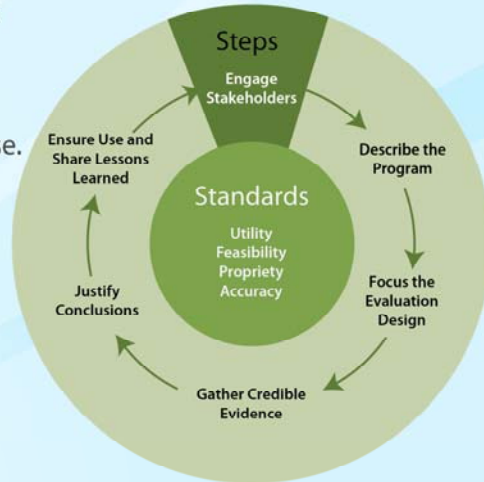 Steps
Engage
Stakeholders
Describe the
Program
Focus the
Evaluation
Design
Gather Credible
Evidence
Justify
Conclusions
Ensure Use and
Share Lessons
Learned
Standards
Utility
Feasibility
Propriety
Accuracy